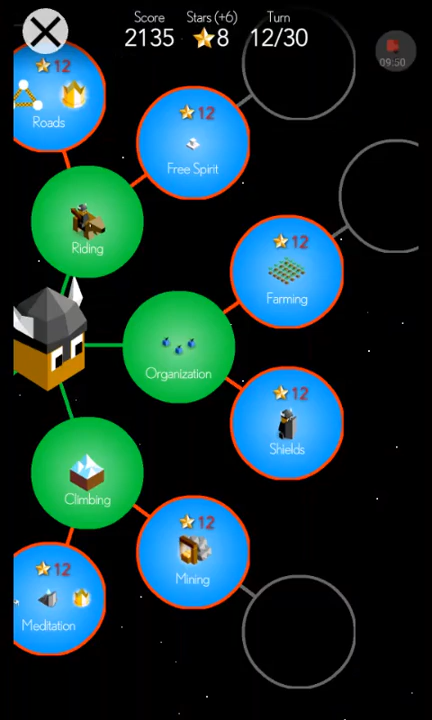 Score Stars (+6) Turn
2135 8 12/30
09:50
12
Roads
12
Free Spirit
Riding
12
Farming
Organization
12
Shields
Climbing
12
Mining
12
Meditation